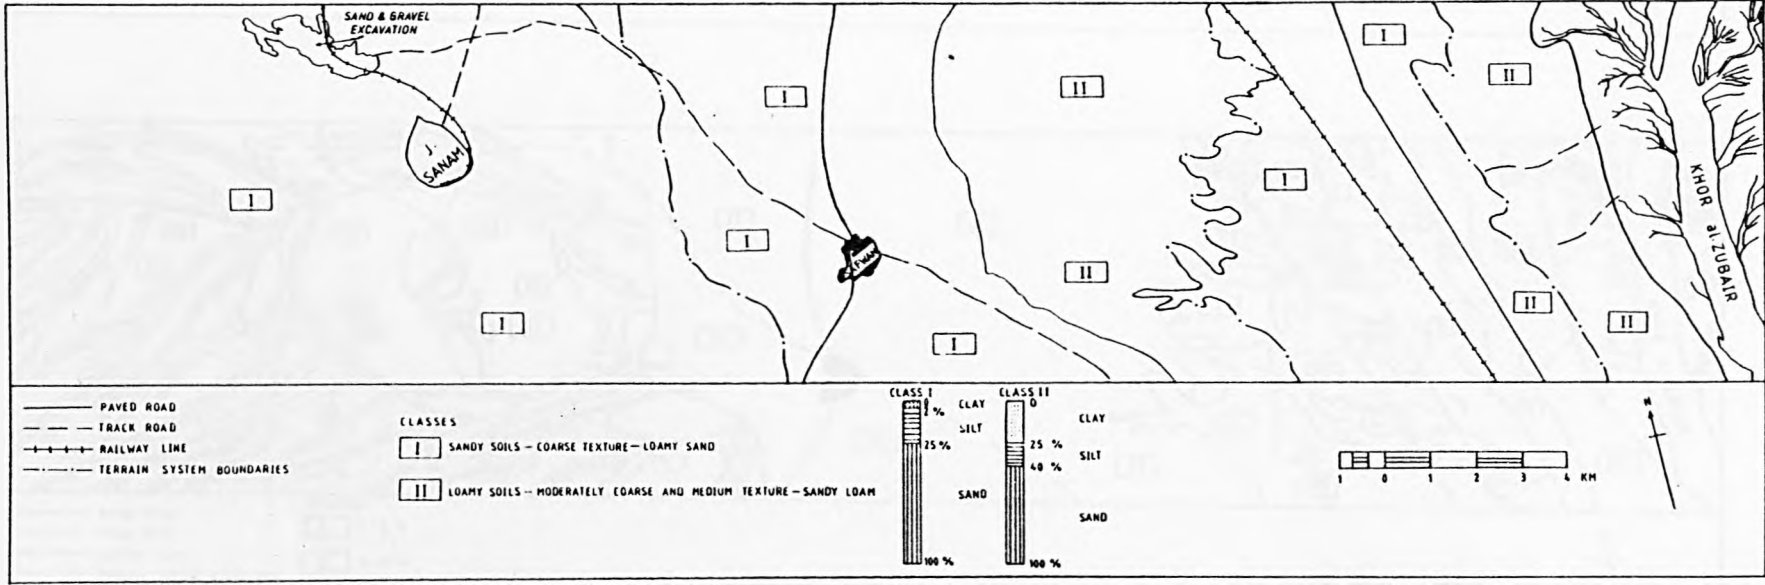 SAND & GRAVEL
EXCAVATION
I
II
I
II
J.
SANAM
I
I
I
KHOR al-ZUBAIR
I
SAFWAN
II
II
II
I
I
PAVED ROAD
TRACK ROAD
RAILWAY LINE
TERRAIN SYSTEM BOUNDARIES
CLASSES
I SANDY SOILS - COARSE TEXTURE - LOAMY SAND
II LOAMY SOILS - MODERATELY COARSE AND MEDIUM TEXTURE - SANDY LOAM
CLASS I
0
2 %
25 %
100 %
CLAY
SILT
SAND
CLASS II
0
25 %
40 %
100 %
CLAY
SILT
SAND
1 0 1 2 3 4 KM
N